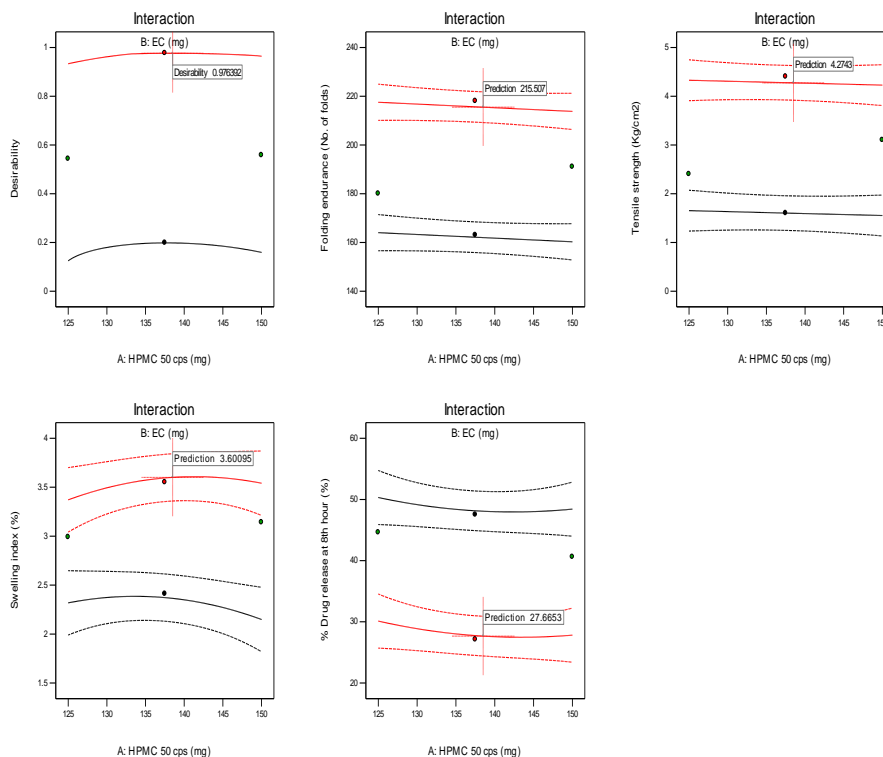 Interaction
B: EC (mg)
1
0.8
0.6
0.4
0.2
0
Desirability
Desirability 0.976392
125 130 135 140 145 150
A: HPMC 50 cps (mg)
Interaction
B: EC (mg)
240
220
200
180
160
140
Folding endurance (No. of folds)
Prediction 215.507
125 130 135 140 145 150
A: HPMC 50 cps (mg)
Interaction
B: EC (mg)
5
4
3
2
1
0
Tensile strength (Kg/cm2)
Prediction 4.2743
125 130 135 140 145 150
A: HPMC 50 cps (mg)
Interaction
B: EC (mg)
4
3.5
3
2.5
2
1.5
Swelling index (%)
Prediction 3.60095
125 130 135 140 145 150
A: HPMC 50 cps (mg)
Interaction
B: EC (mg)
60
50
40
30
20
% Drug release at 8th hour (%)
Prediction 27.6653
125 130 135 140 145 150
A: HPMC 50 cps (mg)